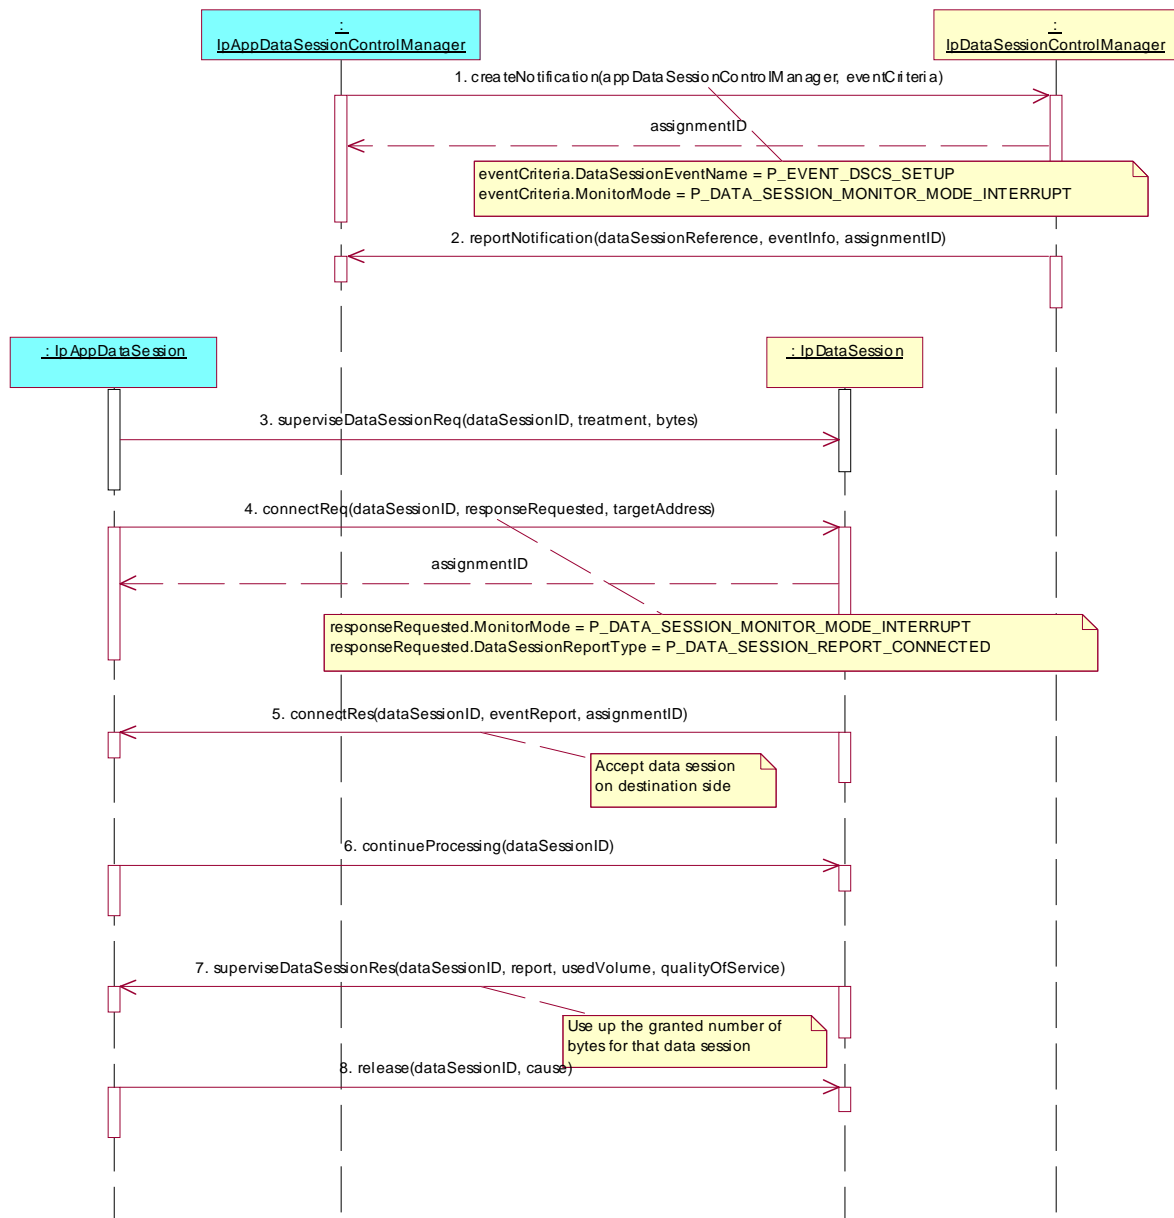 :
IpAppDataSessionControlManager
:
IpDataSessionControlManager
1. createNotification(appDataSessionControlManager, eventCriteria)
assignmentID
eventCriteria.DataSessionEventName = P_EVENT_DSCS_SETUP
eventCriteria.MonitorMode = P_DATA_SESSION_MONITOR_MODE_INTERRUPT
2. reportNotification(dataSessionReference, eventInfo, assignmentID)
: IpAppDataSession
: IpDataSession
3. superviseDataSessionReq(dataSessionID, treatment, bytes)
4. connectReq(dataSessionID, responseRequested, targetAddress)
assignmentID
responseRequested.MonitorMode = P_DATA_SESSION_MONITOR_MODE_INTERRUPT
responseRequested.DataSessionReportType = P_DATA_SESSION_REPORT_CONNECTED
5. connectRes(dataSessionID, eventReport, assignmentID)
Accept data session
on destination side
6. continueProcessing(dataSessionID)
7. superviseDataSessionRes(dataSessionID, report, usedVolume, qualityOfService)
Use up the granted number of
bytes for that data session
8. release(dataSessionID, cause)